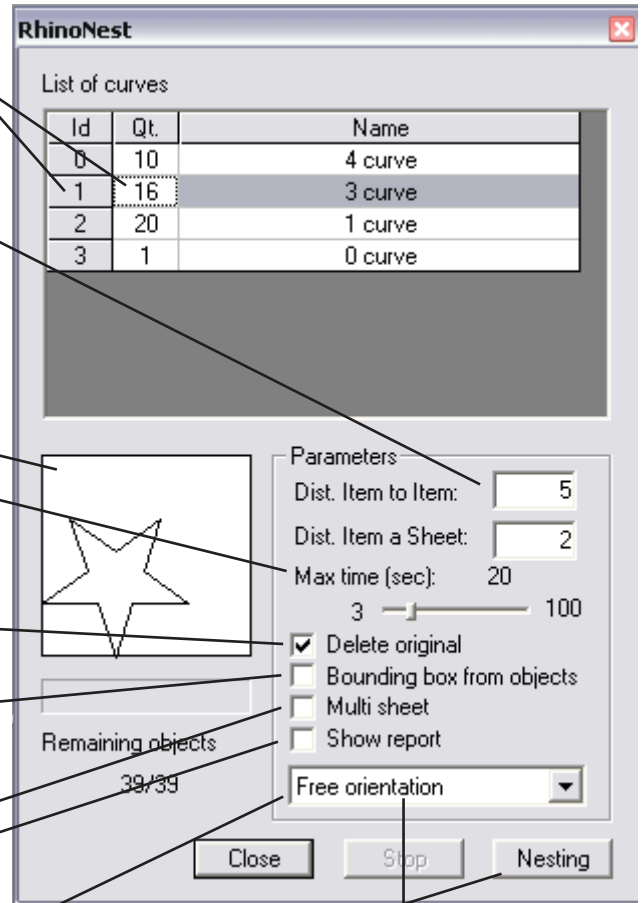 RhinoNest
List of curves
Id Qt. Name
0 10 4 curve
1 16 3 curve
2 20 1 curve
3 1 0 curve
Parameters
Dist. Item to Item: 5
Dist. Item a Sheet: 2
Max time (sec): 20
3 100
Delete original
Bounding box from objects
Multi sheet
Show report
Remaining objects
39/39
Free orientation
Close Stop Nesting